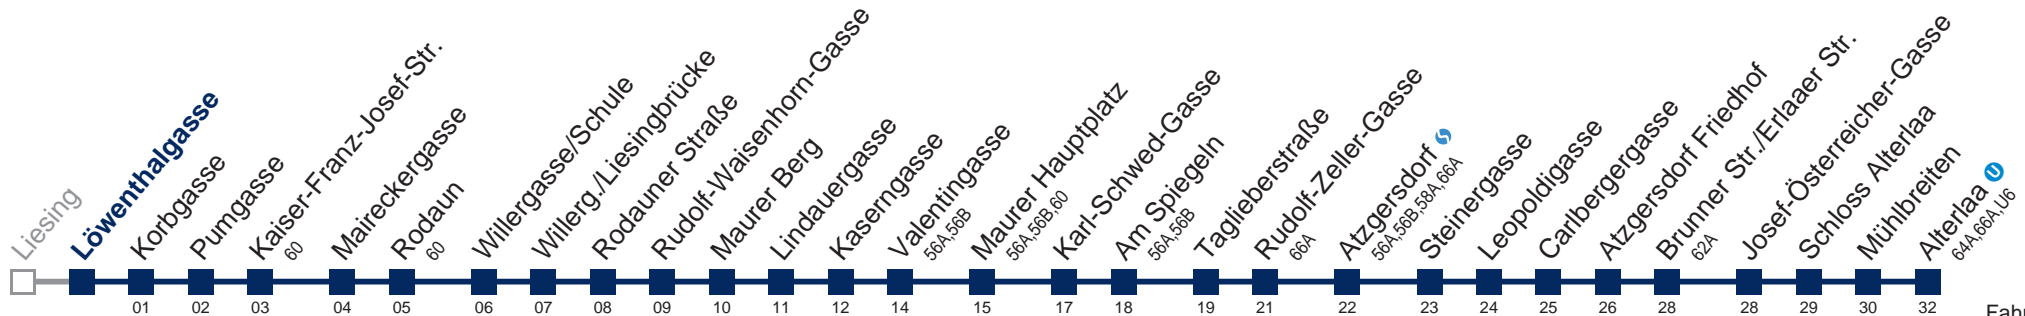 Liesing
Löwenthalgasse
Korbgasse
01
Pumgasse
02
Kaiser-Franz-Josef-Str.
60
03
Maireckergasse
04
Rodaun
60
05
Willergasse/Schule
06
Willerg./Liesingbrücke
07
Rodauner Straße
08
Rudolf-Waisenhorn-Gasse
09
Maurer Berg
10
Lindauergasse
11
Kaserngasse
12
Valentingasse
56A,56B
14
Maurer Hauptplatz
56A,56B,60
15
Karl-Schwed-Gasse
17
Am Spiegeln
56A,56B
18
Taglieberstraße
19
Rudolf-Zeller-Gasse
66A
21
Atzgersdorf S
56A,56B,58A,66A
22
Steinergasse
23
Leopoldigasse
24
Carlbergergasse
25
Atzgersdorf Friedhof
26
Brunner Str./Erlaaer Str.
62A
28
Josef-Österreicher-Gasse
28
Schloss Alterlaa
29
Mühlbreiten
30
Alterlaa U
64A,66A,U6
32
Fahr